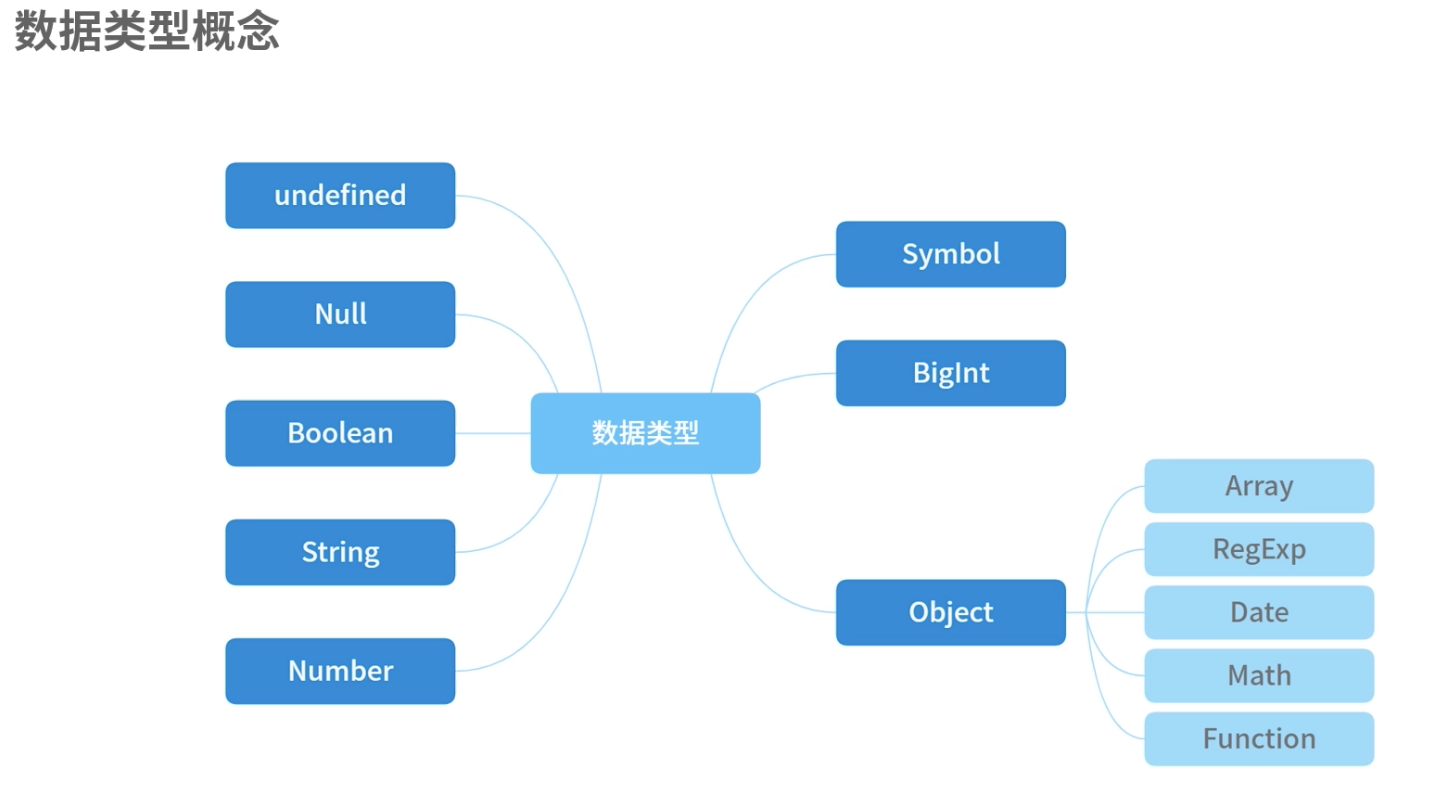 数据类型概念
undefined
Null
Boolean
String
Number
数据类型
Symbol
BigInt
Object
Array
RegExp
Date
Math
Function